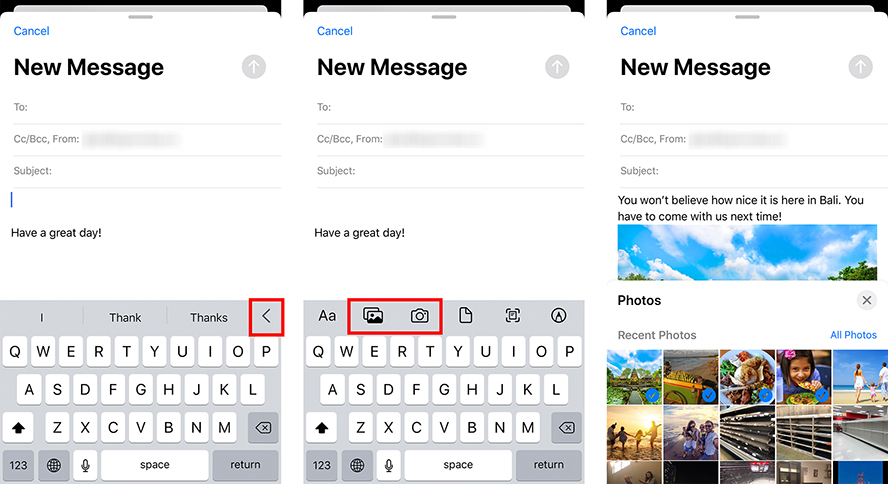 Cancel
New Message
To:
Cc/Bcc, From:
Subject:
Have a great day!
I Thank Thanks
Q W E R T Y U I O P
A S D F G H J K L
Z X C V B N M
123 space return
Cancel
New Message
To:
Cc/Bcc, From:
Subject:
Have a great day!
Aa
Q W E R T Y U I O P
A S D F G H J K L
Z X C V B N M
123 space return
Cancel
New Message
To:
Cc/Bcc, From:
Subject:
You won’t believe how nice it is here in Bali. You
have to come with us next time!
Photos
Recent Photos All Photos